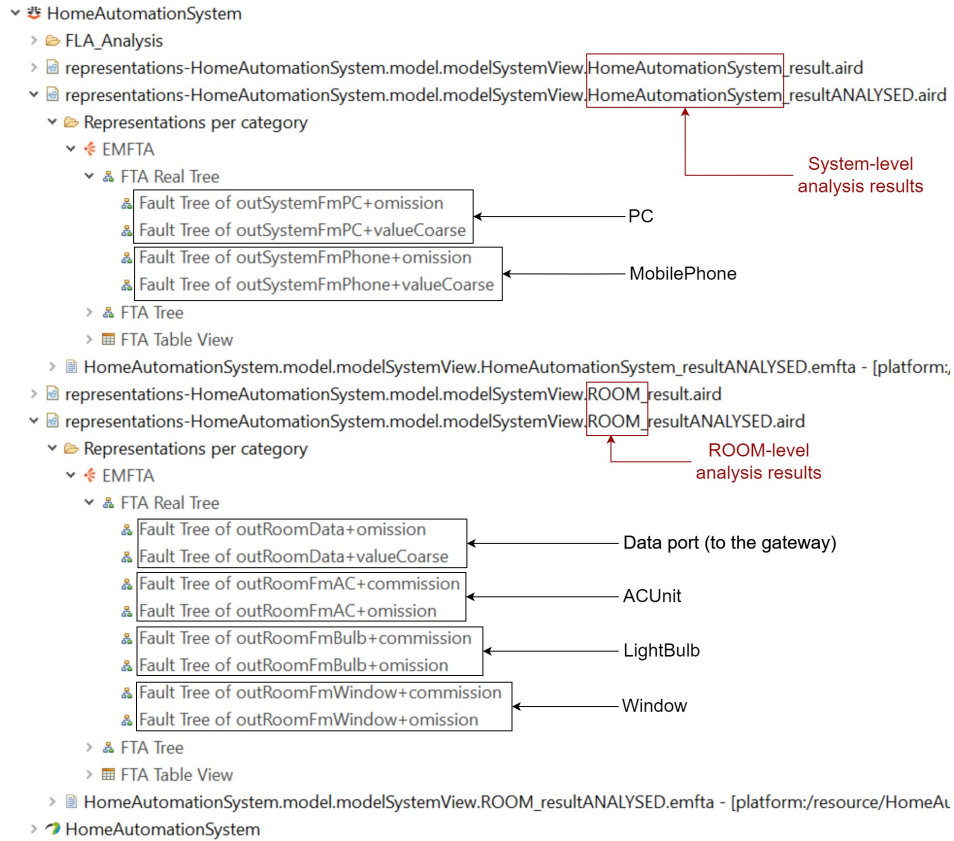 HomeAutomationSystem
FLA_Analysis
representations-HomeAutomationSystem.model.modelSystemView.HomeAutomationSystem_result.aird
representations-HomeAutomationSystem.model.modelSystemView.HomeAutomationSystem_resultANALYSED.aird
Representations per category
EMFTA
System-level
analysis results
FTA Real Tree
Fault Tree of outSystemFmPC+omission
PC
Fault Tree of outSystemFmPC+valueCoarse
Fault Tree of outSystemFmPhone+omission
MobilePhone
Fault Tree of outSystemFmPhone+valueCoarse
FTA Tree
FTA Table View
HomeAutomationSystem.model.modelSystemView.HomeAutomationSystem_resultANALYSED.emfta - [platform:/
representations-HomeAutomationSystem.model.modelSystemView.ROOM_result.aird
representations-HomeAutomationSystem.model.modelSystemView.ROOM_resultANALYSED.aird
Representations per category
ROOM-level
analysis results
EMFTA
FTA Real Tree
Fault Tree of outRoomData+omission
Data port (to the gateway)
Fault Tree of outRoomData+valueCoarse
Fault Tree of outRoomFmAC+commission
ACUnit
Fault Tree of outRoomFmAC+omission
Fault Tree of outRoomFmBulb+commission
LightBulb
Fault Tree of outRoomFmBulb+omission
Fault Tree of outRoomFmWindow+commission
Window
Fault Tree of outRoomFmWindow+omission
FTA Tree
FTA Table View
HomeAutomationSystem.model.modelSystemView.ROOM_resultANALYSED.emfta - [platform:/resource/HomeAu
HomeAutomationSystem